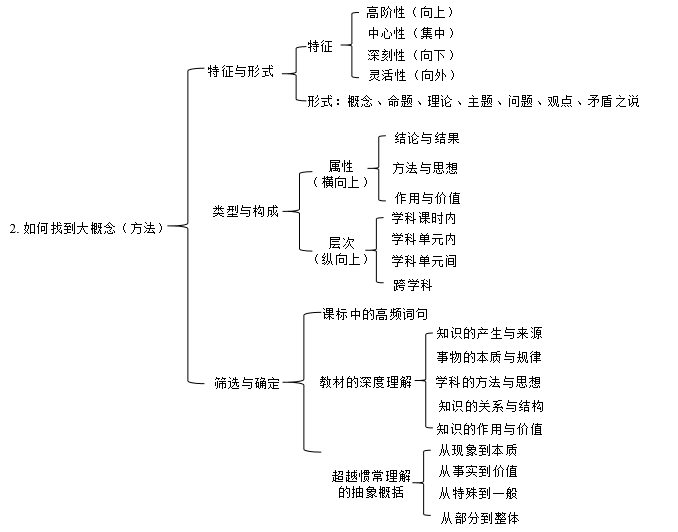 2. 如何找到大概念（方法）
特征与形式
特征
高阶性（向上）
中心性（集中）
深刻性（向下）
灵活性（向外）
形式：概念、命题、理论、主题、问题、观点、矛盾之说
类型与构成
属性
（横向上）
结论与结果
方法与思想
作用与价值
层次
（纵向上）
学科课时内
学科单元内
学科单元间
跨学科
筛选与确定
课标中的高频词句
教材的深度理解
知识的产生与来源
事物的本质与规律
学科的方法与思想
知识的关系与结构
知识的作用与价值
超越惯常理解
的抽象概括
从现象到本质
从事实到价值
从特殊到一般
从部分到整体